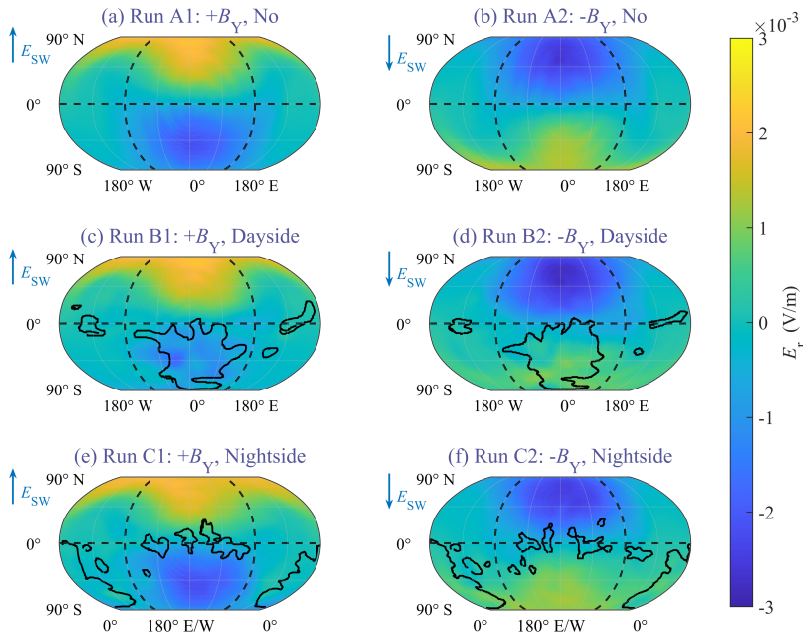 (a) Run A1: +B_Y, No
(b) Run A2: -B_Y, No
×10⁻³
E_SW
90° N
0°
90° S
180° W 0° 180° E
E_SW
90° N
0°
90° S
180° W 0° 180° E
(c) Run B1: +B_Y, Dayside
(d) Run B2: -B_Y, Dayside
E_SW
90° N
0°
90° S
180° W 0° 180° E
E_SW
90° N
0°
90° S
180° W 0° 180° E
(e) Run C1: +B_Y, Nightside
(f) Run C2: -B_Y, Nightside
E_SW
90° N
0°
90° S
0° 180° E/W 0°
E_SW
90° N
0°
90° S
0° 180° E/W 0°
3
2
1
0
-1
-2
-3
E_r (V/m)